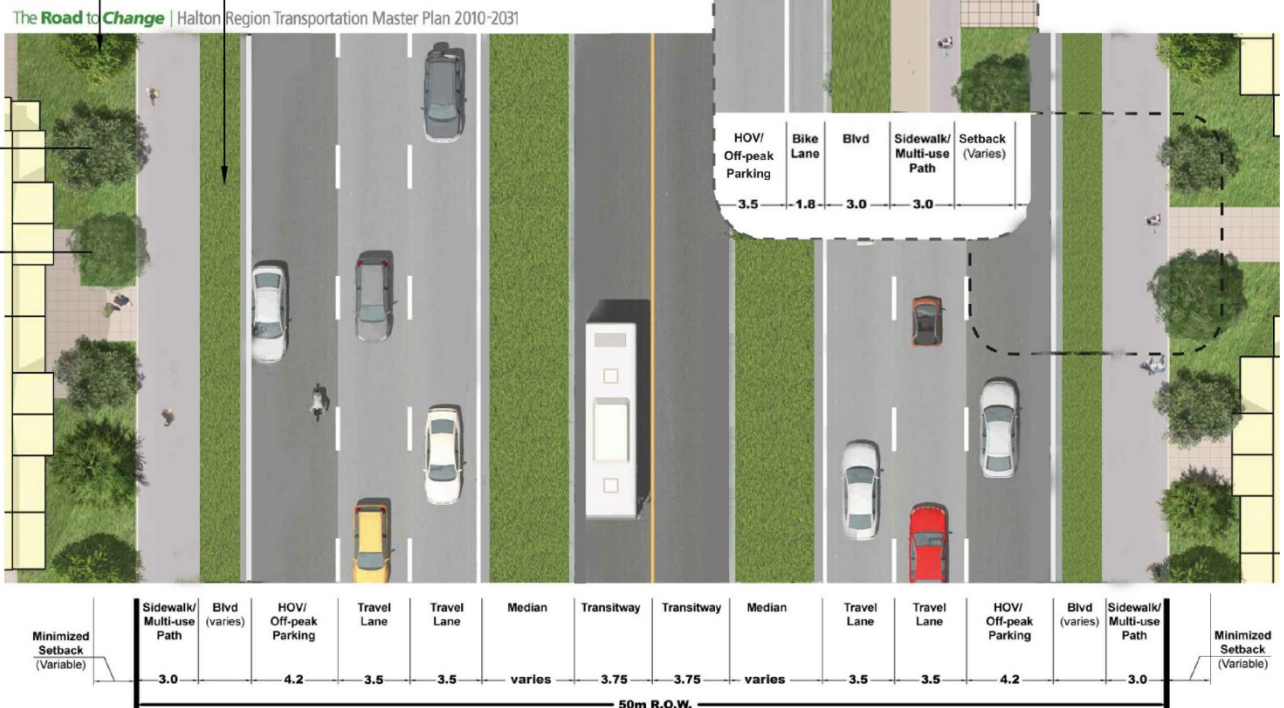 The Road to Change | Halton Region Transportation Master Plan 2010-2031
HOV/
Off-peak
Parking
Bike
Lane
Blvd
Sidewalk/
Multi-use
Path
Setback
(Varies)
3.5
1.8
3.0
3.0
Minimized
Setback
(Variable)
Sidewalk/
Multi-use
Path
3.0
Blvd
(varies)
HOV/
Off-peak
Parking
4.2
Travel
Lane
3.5
Travel
Lane
3.5
Median
varies
Transitway
3.75
Transitway
3.75
Median
varies
Travel
Lane
3.5
Travel
Lane
3.5
HOV/
Off-peak
Parking
4.2
Blvd
(varies)
Sidewalk/
Multi-use
Path
3.0
Minimized
Setback
(Variable)
50m R.O.W.